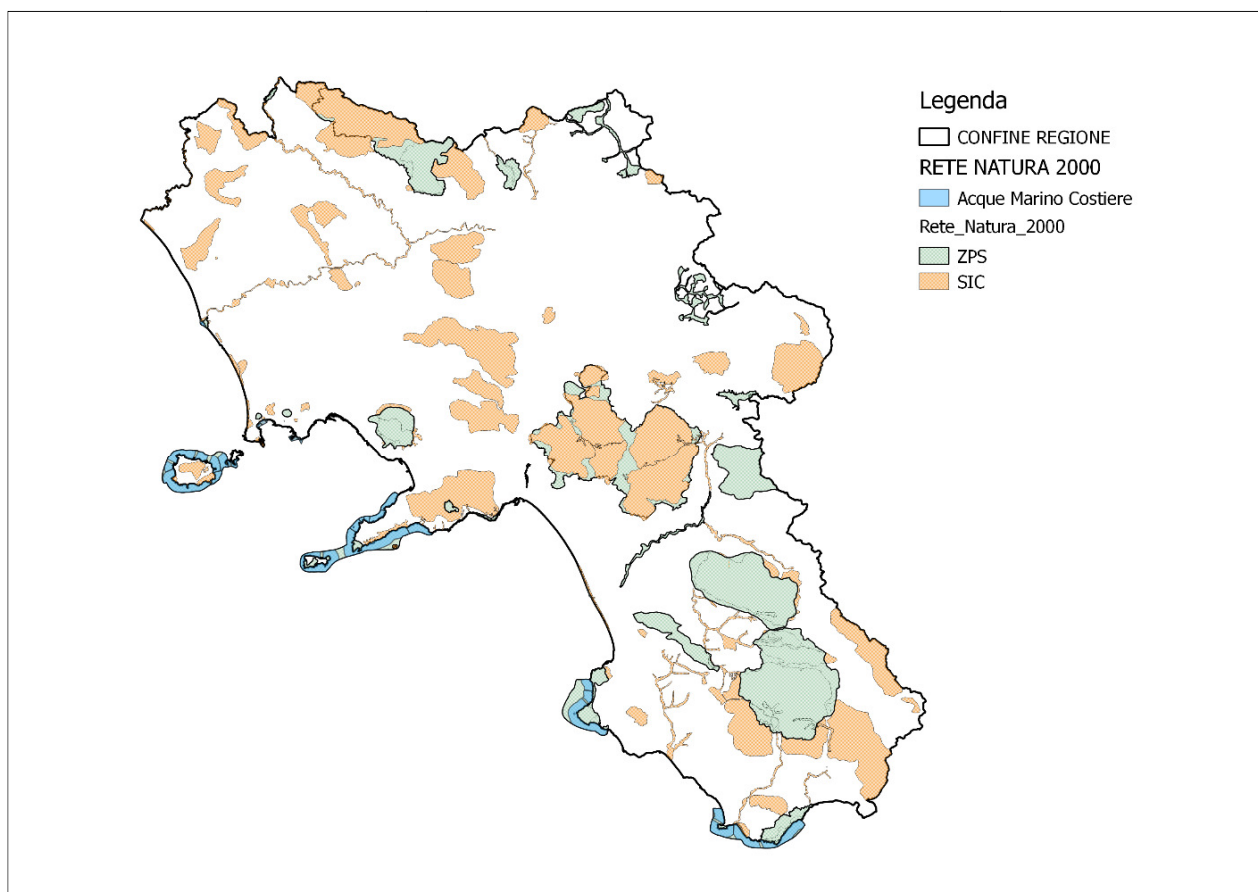 Legenda
CONFINE REGIONE
RETE NATURA 2000
Acque Marino Costiere
Rete_Natura_2000
ZPS
SIC